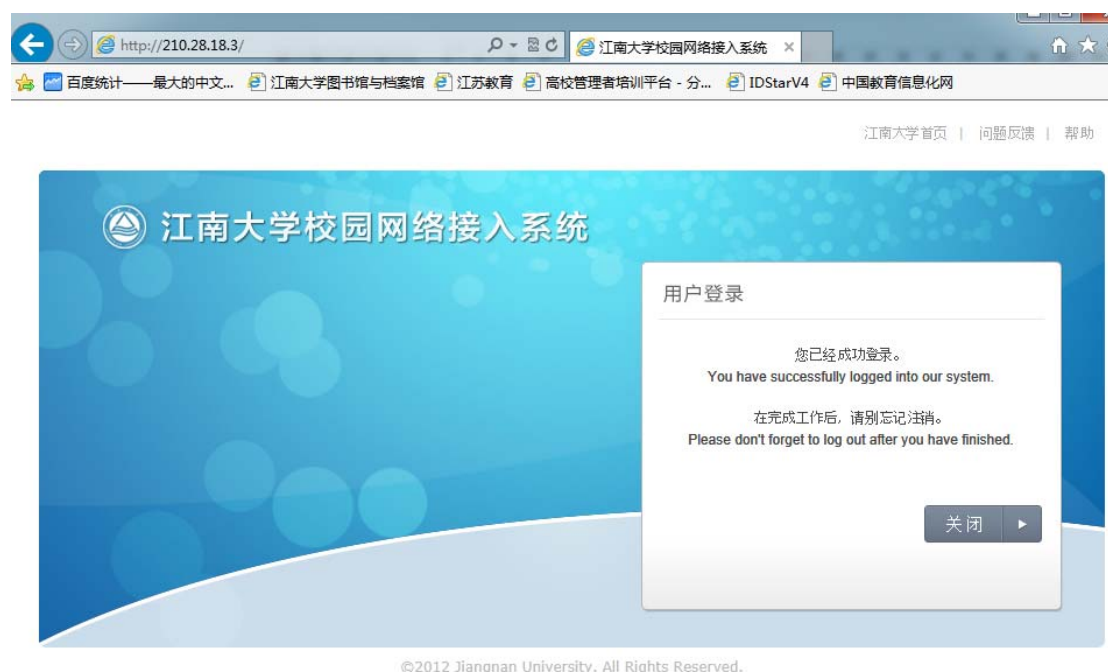 http://210.28.18.3/
江南大学校园网络接入系统 ×
百度统计——最大的中文... 江南大学图书馆与档案馆 江苏教育 高校管理者培训平台 - 分... IDStarV4 中国教育信息化网
江南大学首页 | 问题反馈 | 帮助
江南大学校园网络接入系统
用户登录
您已经成功登录。
You have successfully logged into our system.
在完成工作后，请别忘记注销。
Please don't forget to log out after you have finished.
关闭
©2012 Jiangnan University. All Rights Reserved.